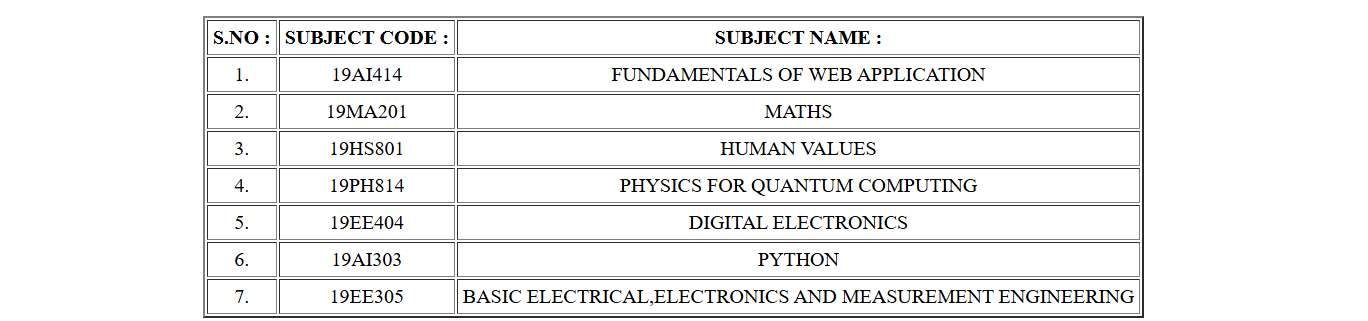 S.NO : SUBJECT CODE : SUBJECT NAME :
1. 19AI414 FUNDAMENTALS OF WEB APPLICATION
2. 19MA201 MATHS
3. 19HS801 HUMAN VALUES
4. 19PH814 PHYSICS FOR QUANTUM COMPUTING
5. 19EE404 DIGITAL ELECTRONICS
6. 19AI303 PYTHON
7. 19EE305 BASIC ELECTRICAL,ELECTRONICS AND MEASUREMENT ENGINEERING